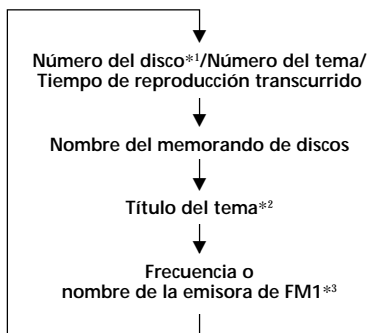 Número del disco*1/Número del tema/
Tiempo de reproducción transcurrido
Nombre del memorando de discos
Título del tema*2
Frecuencia o
nombre de la emisora de FM1*3